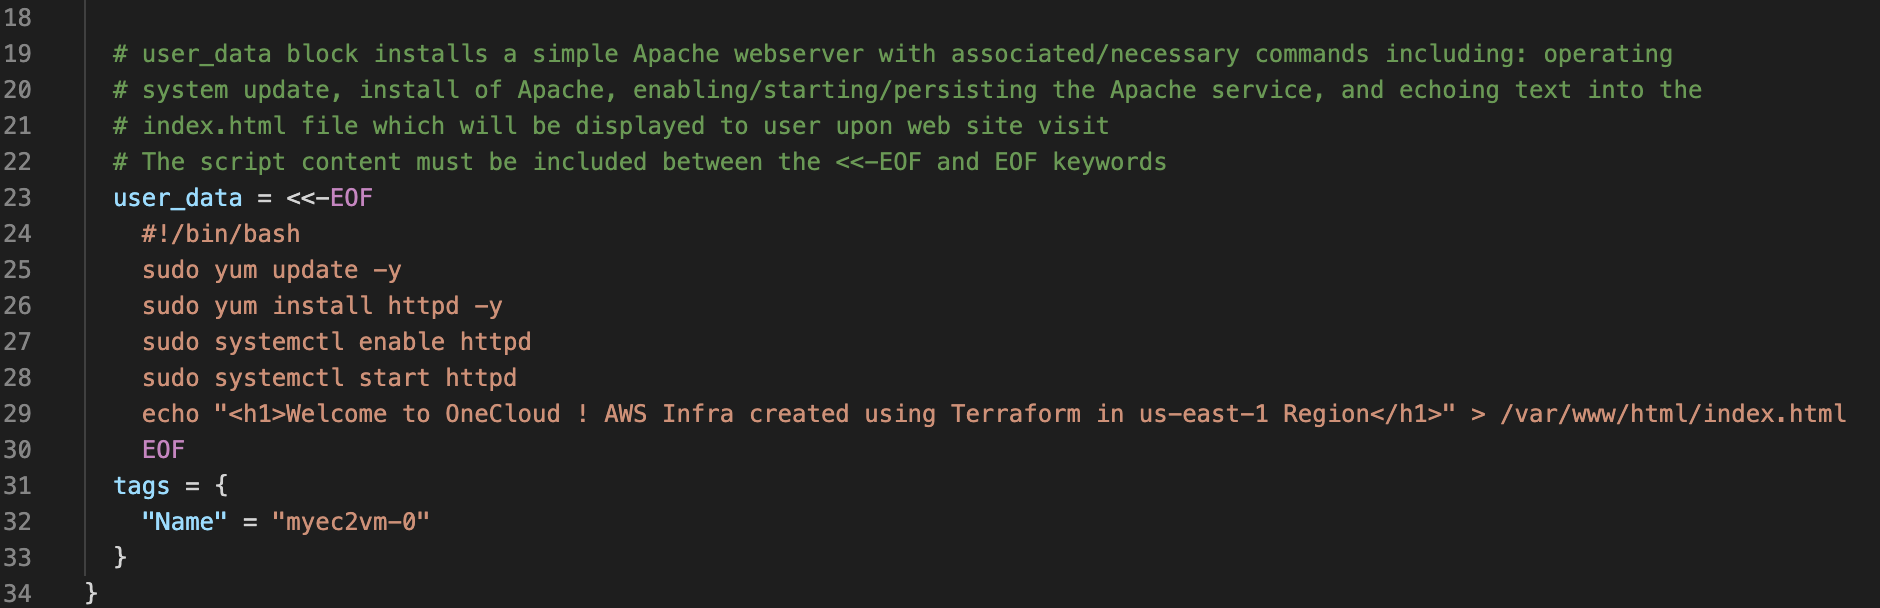 18
19 # user_data block installs a simple Apache webserver with associated/necessary commands including: operating
20 # system update, install of Apache, enabling/starting/persisting the Apache service, and echoing text into the
21 # index.html file which will be displayed to user upon web site visit
22 # The script content must be included between the <<-EOF and EOF keywords
23 user_data = <<-EOF
24 #!/bin/bash
25 sudo yum update -y
26 sudo yum install httpd -y
27 sudo systemctl enable httpd
28 sudo systemctl start httpd
29 echo "<h1>Welcome to OneCloud ! AWS Infra created using Terraform in us-east-1 Region</h1>" > /var/www/html/index.html
30 EOF
31 tags = {
32 "Name" = "myec2vm-0"
33 }
34 }